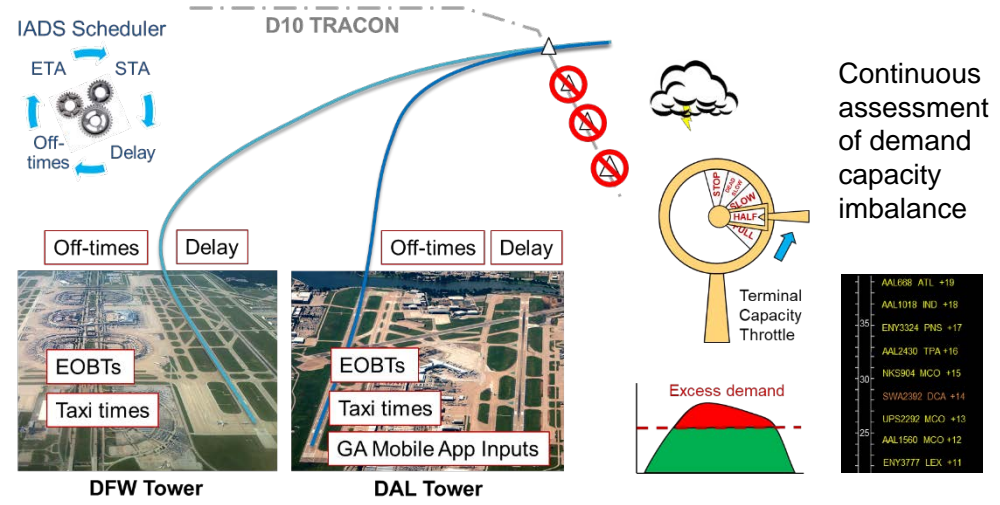 IADS Scheduler
ETA
STA
Off-
times
Delay
D10 TRACON
Off-times
Delay
Off-times
Delay
EOBTs
Taxi times
EOBTs
Taxi times
GA Mobile App Inputs
DFW Tower
DAL Tower
STOP
DEAD
SLOW
SLOW
HALF
FULL
Terminal
Capacity
Throttle
Excess demand
Continuous
assessment
of demand
capacity
imbalance
AAL668 ATL +19
AAL1018 IND +18
35
ENY3324 PNS +17
AAL2430 TPA +16
30
NKS904 MCO +15
SWA2392 DCA +14
UPS2292 MCO +13
25
AAL1560 MCO +12
ENY3777 LEX +11